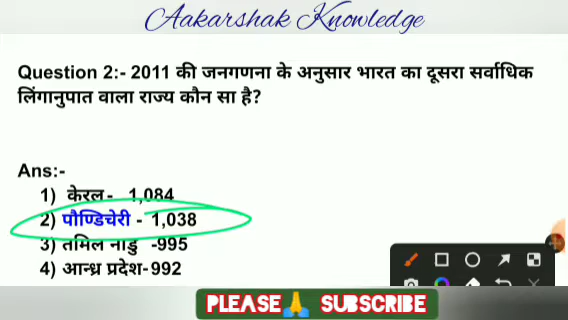 Aakarshak Knowledge
Question 2:- 2011 की जनगणना के अनुसार भारत का दूसरा सर्वाधिक
लिंगानुपात वाला राज्य कौन सा है?
Ans:-
1) केरल- 1,084
2) पौण्डिचेरी - 1,038
3) तमिल नाडु -995
4) आन्ध्र प्रदेश-992
PLEASE🙏 SUBSCRIBE